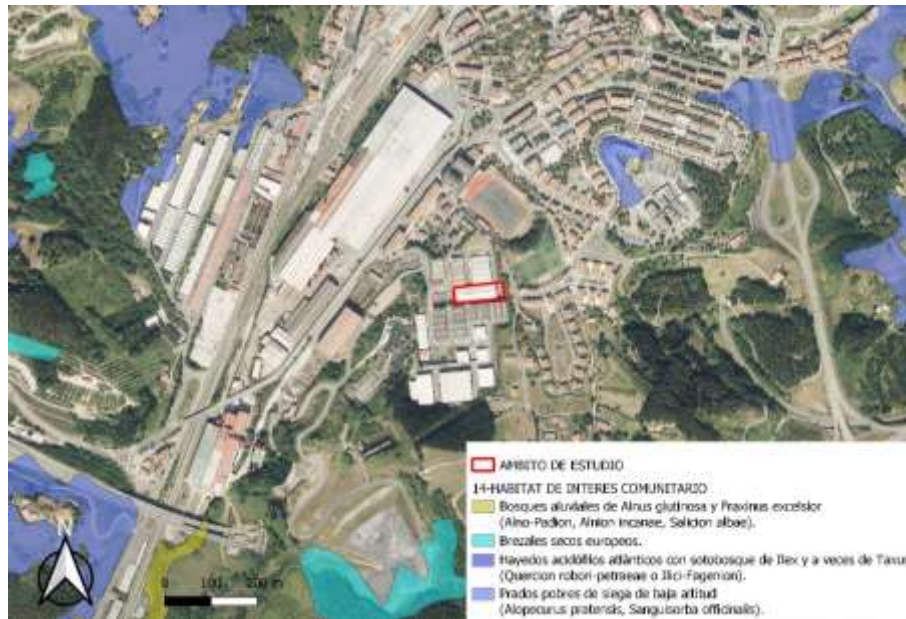 AMBITO DE ESTUDIO
14-HABITAT DE INTERES COMUNITARIO
Bosques aluviales de Alnus glutinosa y Fraxinus excelsior
(Alno-Padion, Alnion incanae, Salicion albae).
Brezales secos europeos.
Hayedos acidófilos atlánticos con sotobosque de Ilex y a veces de Taxus
(Quercion robori-petraeae o Ilici-Fagenion).
Prados pobres de siega de baja altitud
(Alopecurus pratensis, Sanguisorba officinalis).
0 100 200 m